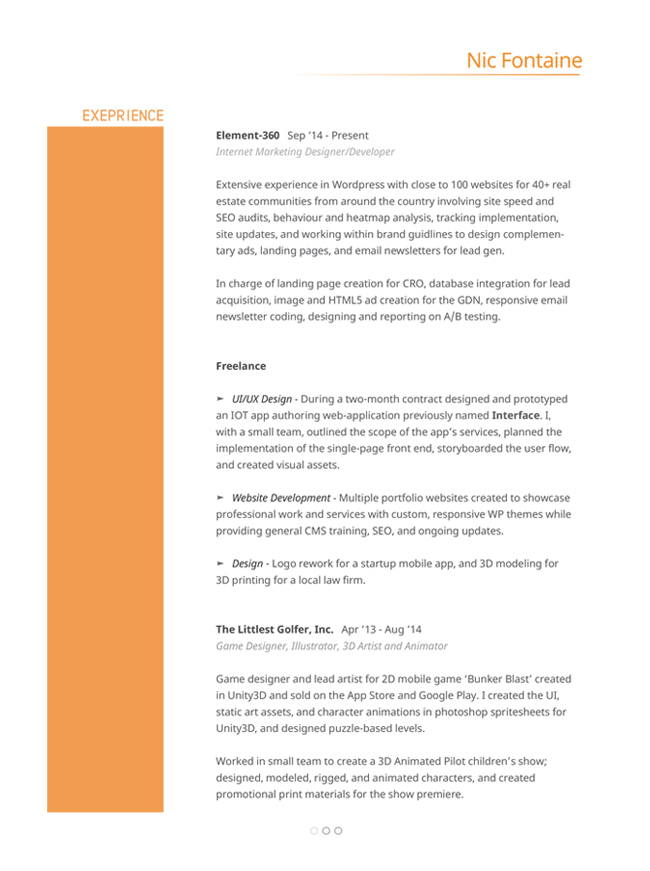 Nic Fontaine
EXEPRIENCE
Element-360 Sep '14 - Present
Internet Marketing Designer/Developer
Extensive experience in Wordpress with close to 100 websites for 40+ real
estate communities from around the country involving site speed and
SEO audits, behaviour and heatmap analysis, tracking implementation,
site updates, and working within brand guidlines to design complemen-
tary ads, landing pages, and email newsletters for lead gen.
In charge of landing page creation for CRO, database integration for lead
acquisition, image and HTML5 ad creation for the GDN, responsive email
newsletter coding, designing and reporting on A/B testing.
Freelance
➢ UI/UX Design - During a two-month contract designed and prototyped
an IOT app authoring web-application previously named Interface. I,
with a small team, outlined the scope of the app's services, planned the
implementation of the single-page front end, storyboarded the user flow,
and created visual assets.
➢ Website Development - Multiple portfolio websites created to showcase
professional work and services with custom, responsive WP themes while
providing general CMS training, SEO, and ongoing updates.
➢ Design - Logo rework for a startup mobile app, and 3D modeling for
3D printing for a local law firm.
The Littlest Golfer, Inc. Apr '13 - Aug '14
Game Designer, Illustrator, 3D Artist and Animator
Game designer and lead artist for 2D mobile game 'Bunker Blast' created
in Unity3D and sold on the App Store and Google Play. I created the UI,
static art assets, and character animations in photoshop spritesheets for
Unity3D, and designed puzzle-based levels.
Worked in small team to create a 3D Animated Pilot children's show;
designed, modeled, rigged, and animated characters, and created
promotional print materials for the show premiere.